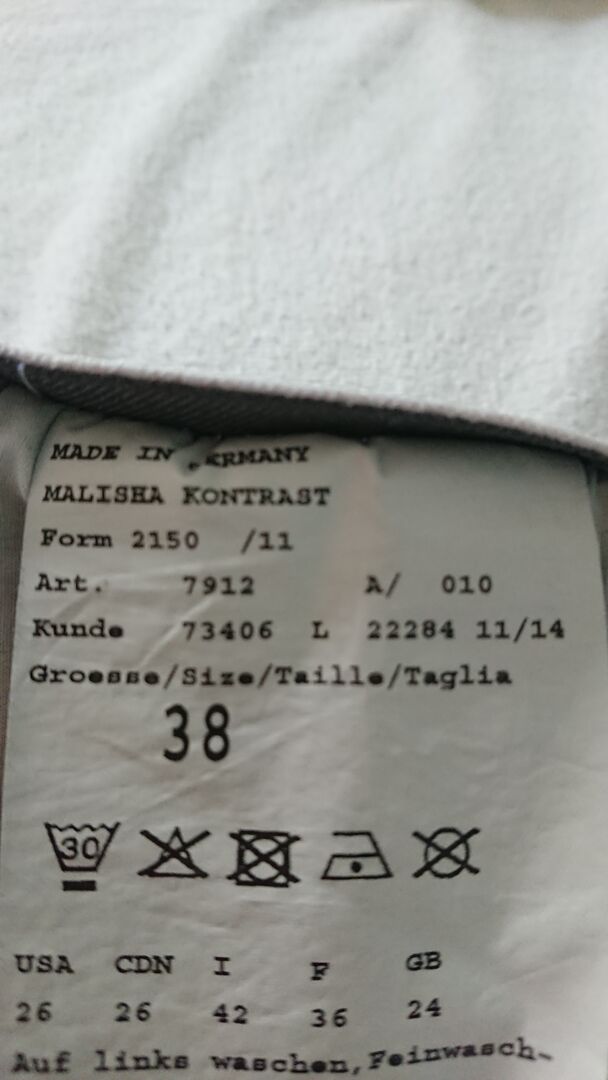 MADE IN GERMANY
MALISHA KONTRAST
Form 2150 /11
Art. 7912 A/ 010
Kunde 73406 L 22284 11/14
Groesse/Size/Taille/Taglia
38
30
USA CDN I F GB
26 26 42 36 24
Auf links waschen, Feinwasch-